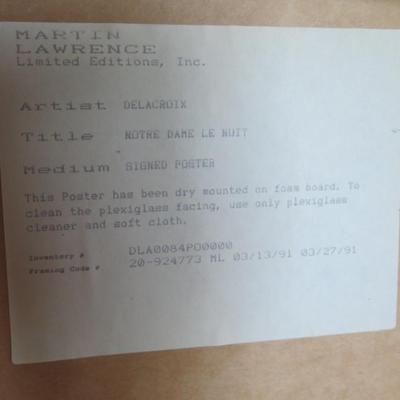 MARTIN
LAWRENCE
Limited Editions, Inc.
Artist DELACROIX
Title NOTRE DAME LE NUIT
Medium SIGNED POSTER
This Poster has been dry mounted on foam board. To
clean the plexiglass facing, use only plexiglass
cleaner and soft cloth.
Inventory # DLA0084PO0000
Framing Code # 20-924773 ML 03/13/91 03/27/91